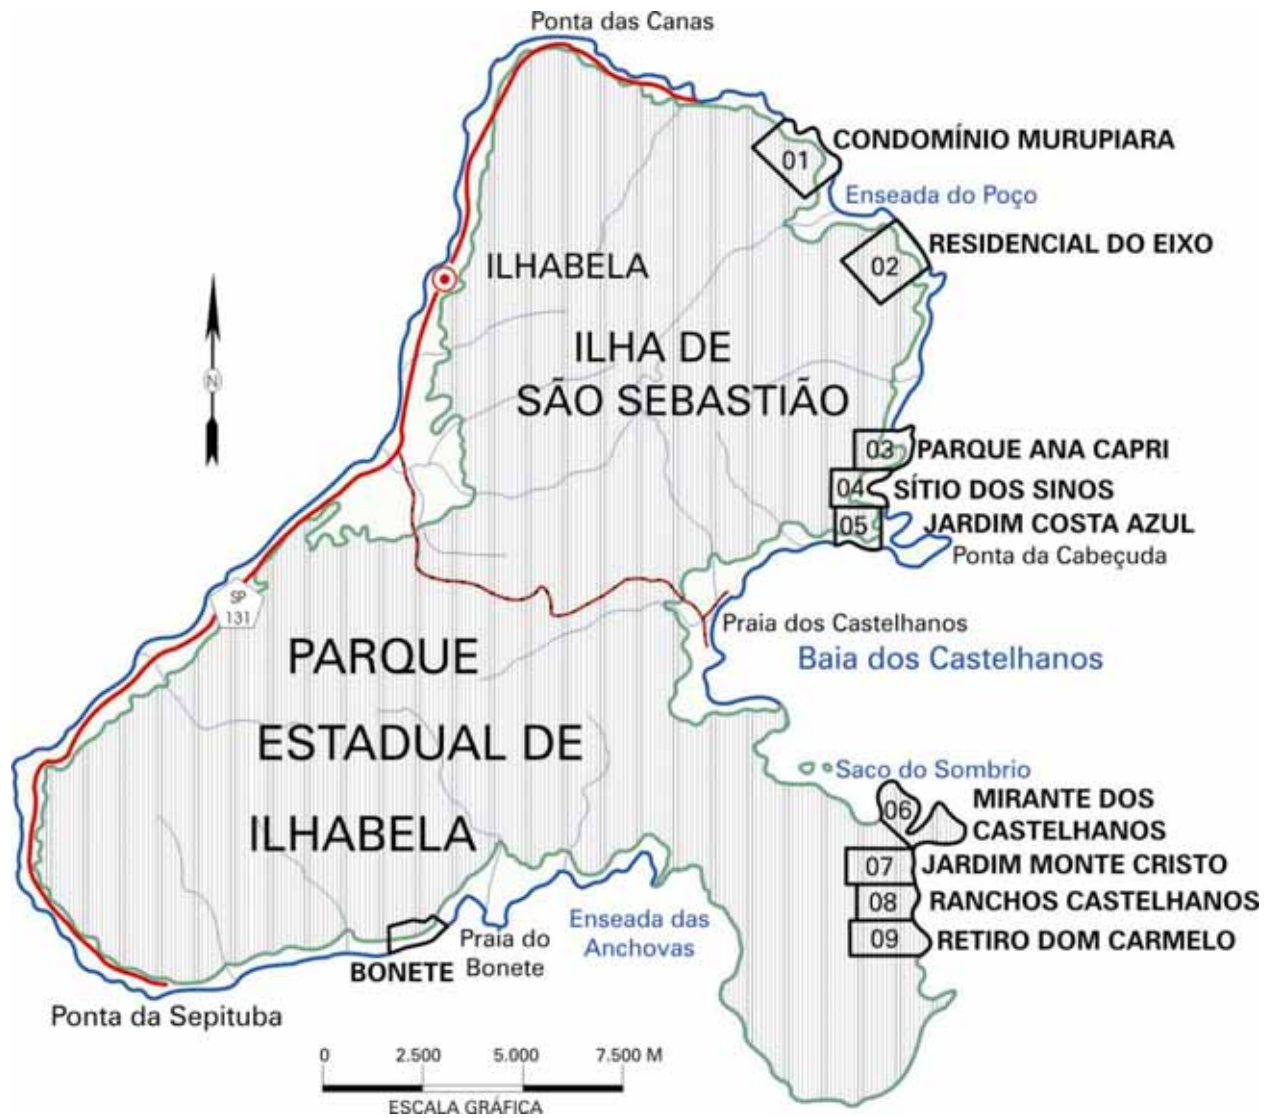 Ponta das Canas
CONDOMÍNIO MURUPIARA
01
Enseada do Poço
RESIDENCIAL DO EIXO
02
ILHABELA
N
ILHA DE
SÃO SEBASTIÃO
03
PARQUE ANA CAPRI
04
SÍTIO DOS SINOS
05
JARDIM COSTA AZUL
Ponta da Cabeçuda
SP
131
Praia dos Castelhanos
Baia dos Castelhanos
PARQUE
ESTADUAL DE
ILHABELA
Saco do Sombrio
06
MIRANTE DOS
CASTELHANOS
07
JARDIM MONTE CRISTO
08
RANCHOS CASTELHANOS
09
RETIRO DOM CARMELO
Enseada das
Anchovas
Praia do
Bonete
BONETE
Ponta da Sepituba
0 2.500 5.000 7.500 M
ESCALA GRÁFICA